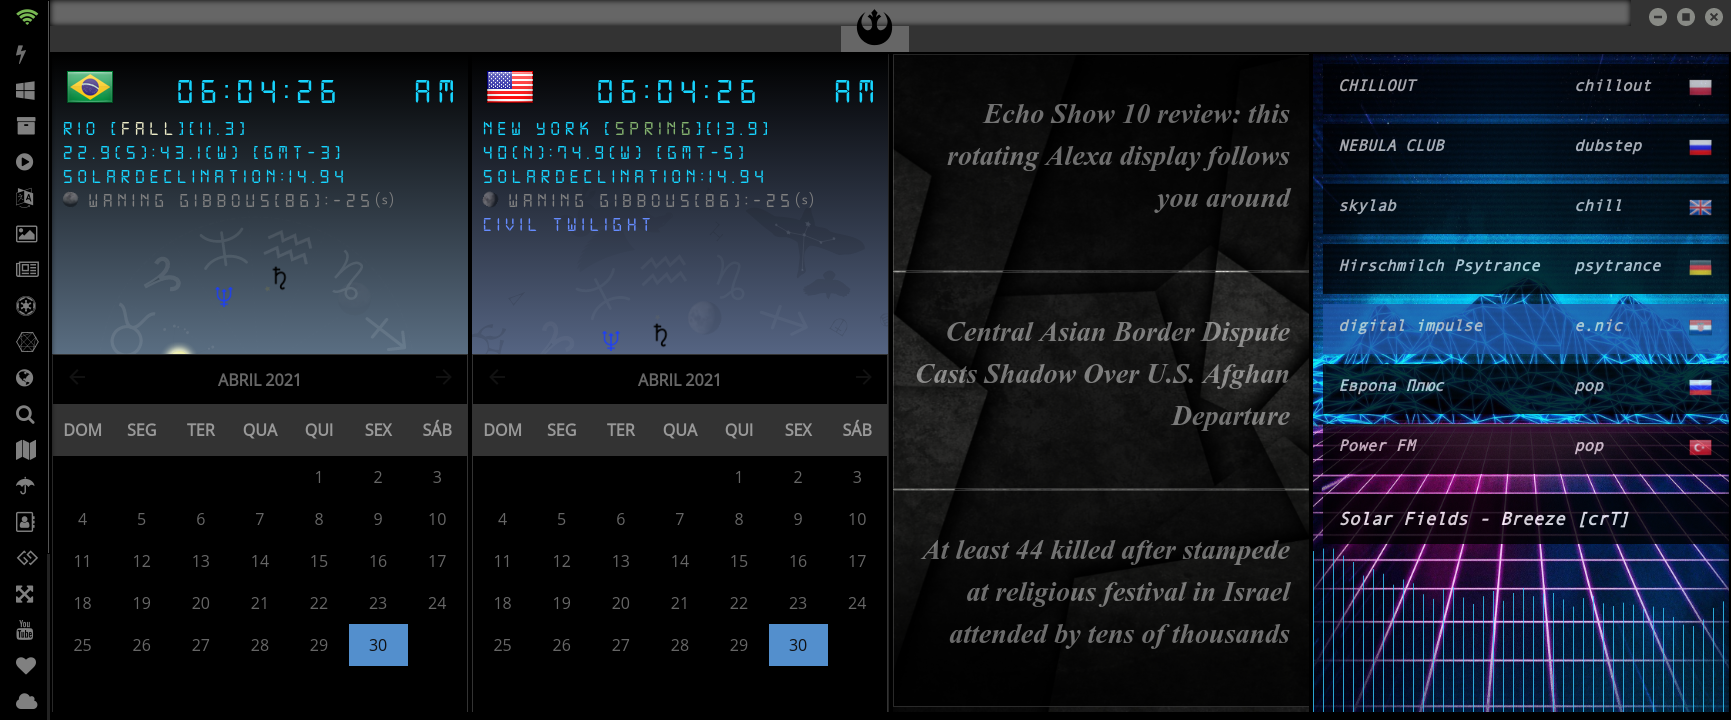 06:04:26 AM
RIO [FALL][11.3]
22.9(S):43.1(W) [GMT-3]
SOLARDECLINATION:14.94
WANING GIBBOUS[86]:-25(s)
ABRIL 2021
DOM SEG TER QUA QUI SEX SÁB
1 2 3
4 5 6 7 8 9 10
11 12 13 14 15 16 17
18 19 20 21 22 23 24
25 26 27 28 29 30
06:04:26 AM
NEW YORK [SPRING][13.9]
40(N):74.9(W) [GMT-5]
SOLARDECLINATION:14.94
WANING GIBBOUS[86]:-25(s)
CIVIL TWILIGHT
ABRIL 2021
DOM SEG TER QUA QUI SEX SÁB
1 2 3
4 5 6 7 8 9 10
11 12 13 14 15 16 17
18 19 20 21 22 23 24
25 26 27 28 29 30
Echo Show 10 review: this
rotating Alexa display follows
you around
Central Asian Border Dispute
Casts Shadow Over U.S. Afghan
Departure
At least 44 killed after stampede
at religious festival in Israel
attended by tens of thousands
CHILLOUT chillout
NEBULA CLUB dubstep
skylab chill
Hirschmilch Psytrance psytrance
digital impulse e.nic
Европа Плюс pop
Power FM pop
Solar Fields - Breeze [crT]
You
Tube